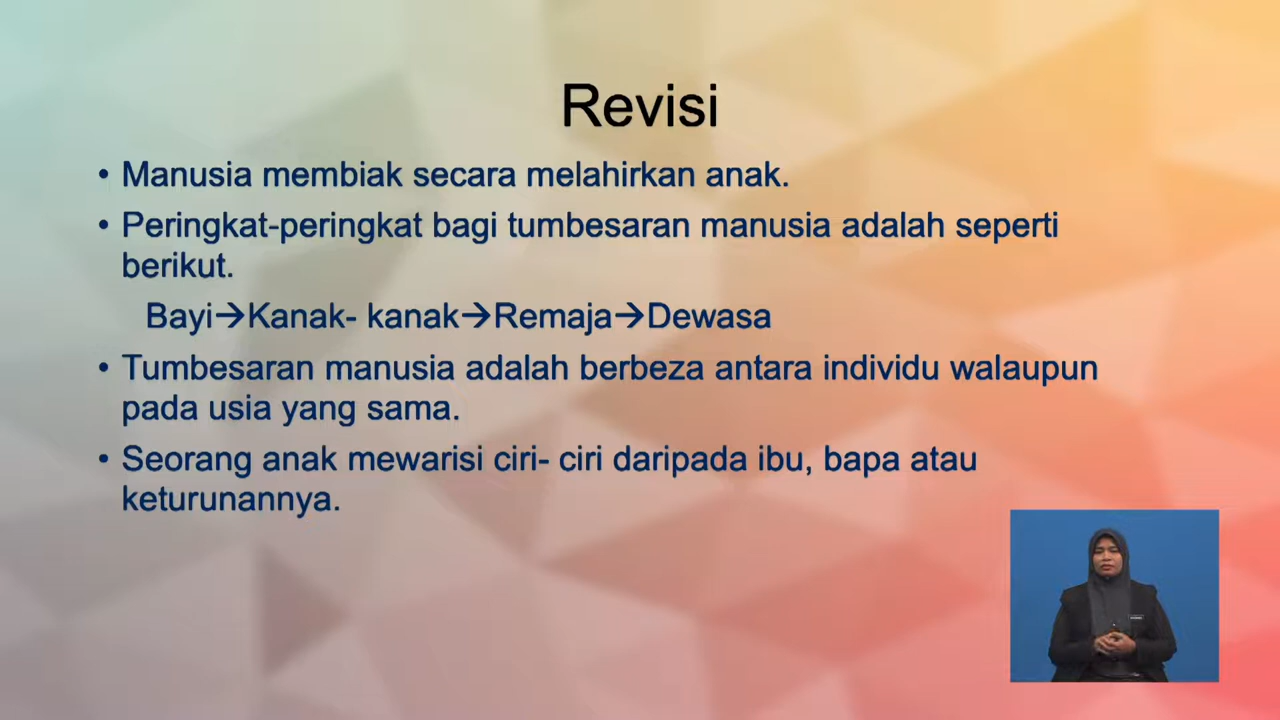 Revisi
• Manusia membiak secara melahirkan anak.
• Peringkat-peringkat bagi tumbesaran manusia adalah seperti
berikut.
Bayi→Kanak- kanak→Remaja→Dewasa
• Tumbesaran manusia adalah berbeza antara individu walaupun
pada usia yang sama.
• Seorang anak mewarisi ciri- ciri daripada ibu, bapa atau
keturunannya.